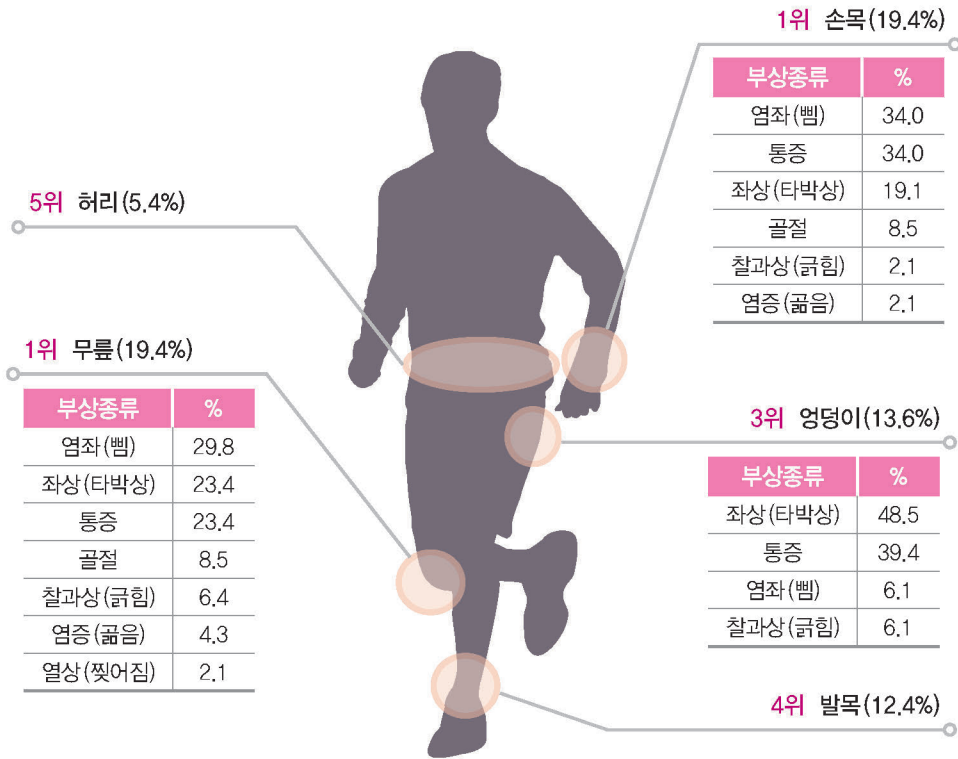 1위 손목(19.4%)
부상종류 %
염좌(삠) 34.0
통증 34.0
좌상(타박상) 19.1
골절 8.5
찰과상(긁힘) 2.1
염증(곪음) 2.1
5위 허리(5.4%)
1위 무릎(19.4%)
부상종류 %
염좌(삠) 29.8
좌상(타박상) 23.4
통증 23.4
골절 8.5
찰과상(긁힘) 6.4
염증(곪음) 4.3
열상(찢어짐) 2.1
3위 엉덩이(13.6%)
부상종류 %
좌상(타박상) 48.5
통증 39.4
염좌(삠) 6.1
찰과상(긁힘) 6.1
4위 발목(12.4%)